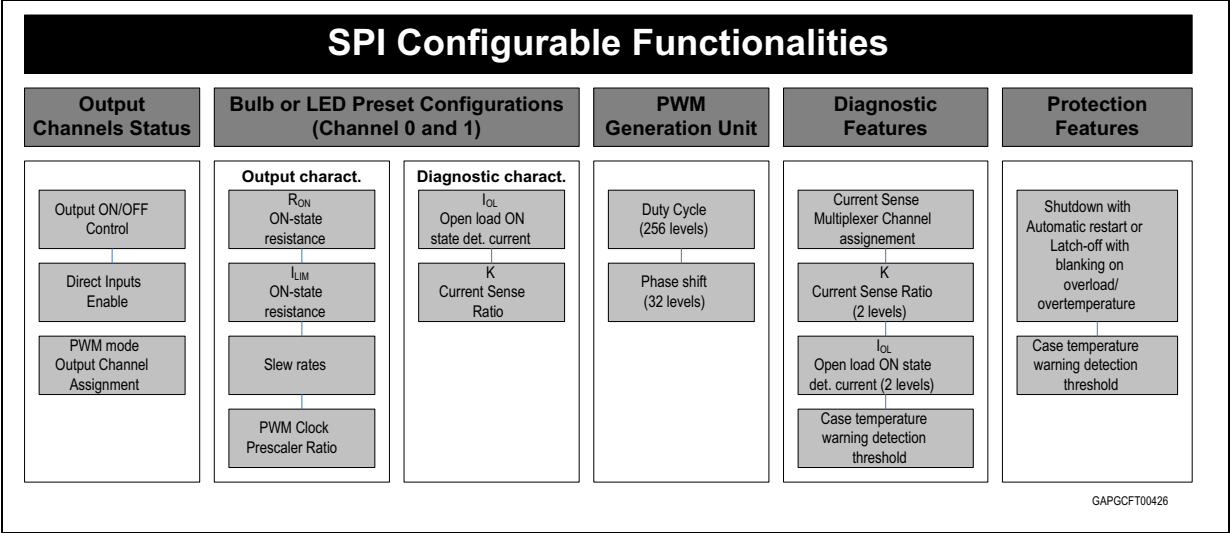 SPI Configurable Functionalities
Output
Channels Status
Bulb or LED Preset Configurations
(Channel 0 and 1)
PWM
Generation Unit
Diagnostic
Features
Protection
Features
Output ON/OFF
Control
Direct Inputs
Enable
PWM mode
Output Channel
Assignment
Output charact.
RON
ON-state
resistance
ILIM
ON-state
resistance
Slew rates
PWM Clock
Prescaler Ratio
Diagnostic charact.
IOL
Open load ON
state det. current
K
Current Sense
Ratio
Duty Cycle
(256 levels)
Phase shift
(32 levels)
Current Sense
Multiplexer Channel
assignement
K
Current Sense Ratio
(2 levels)
IOL
Open load ON state
det. current (2 levels)
Case temperature
warning detection
threshold
Shutdown with
Automatic restart or
Latch-off with
blanking on
overload/
overtemperature
Case temperature
warning detection
threshold
GAPGCFT00426